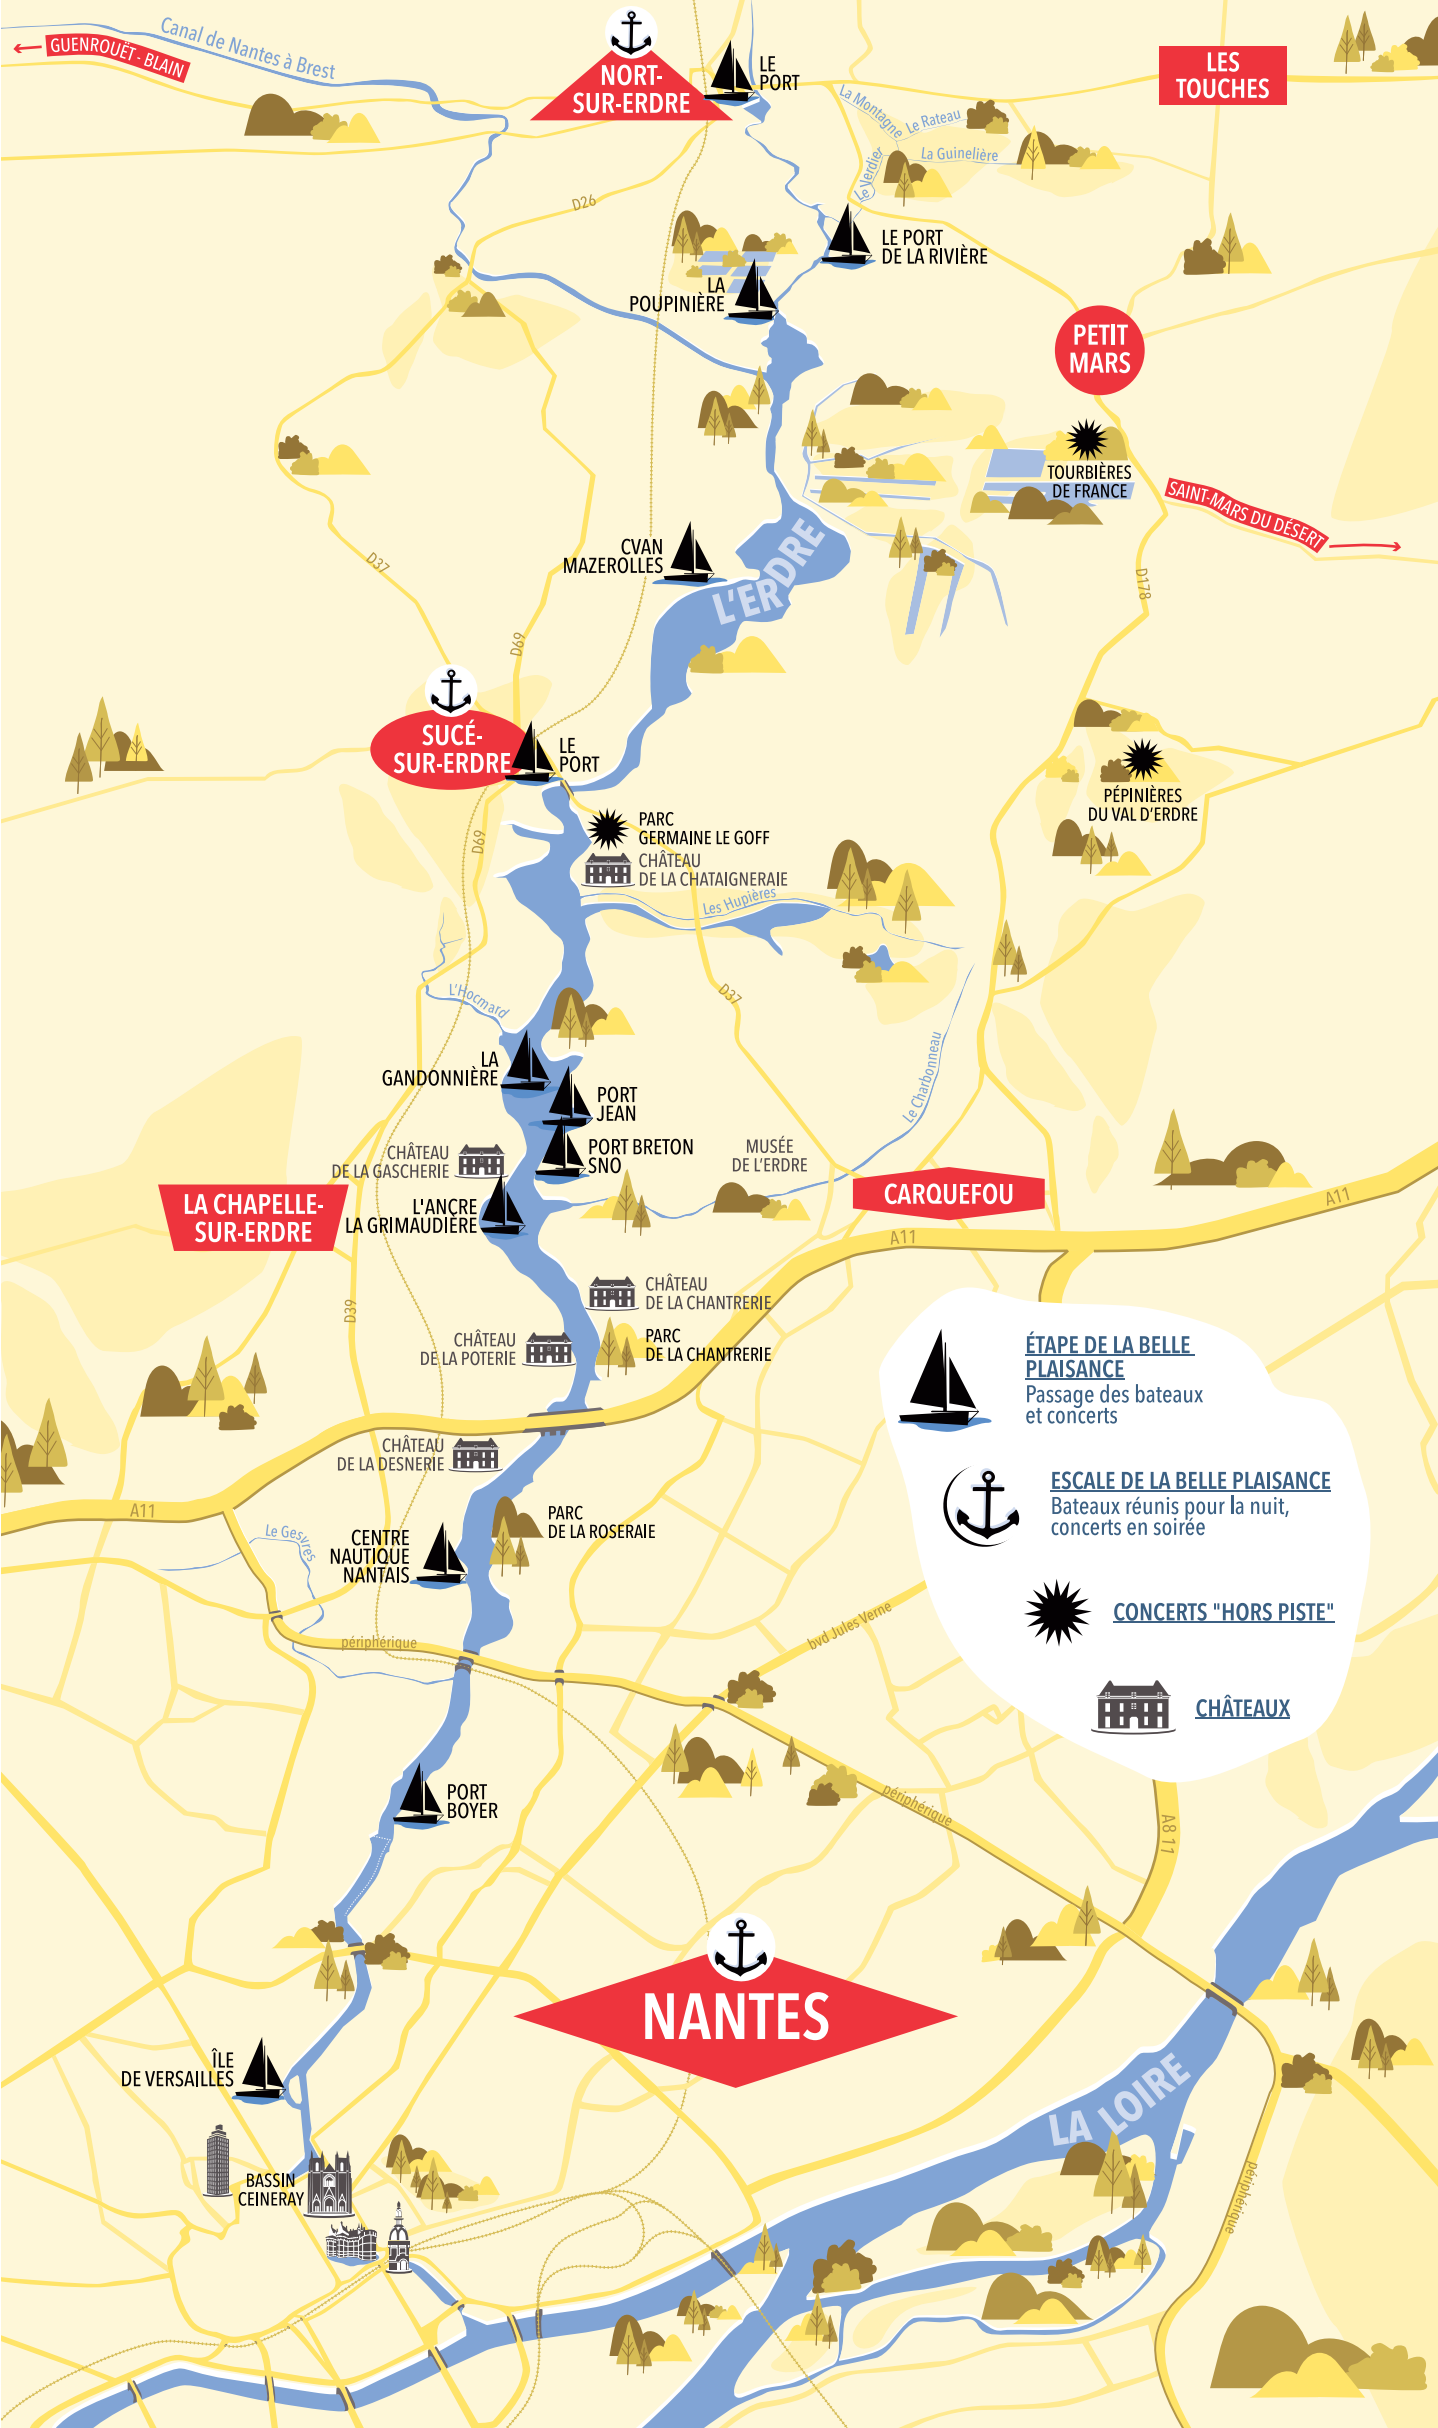 Canal de Nantes à Brest
GUENROUËT - BLAIN
NORT-
SUR-ERDRE
LE
PORT
LES
TOUCHES
La Montagne
Le Rateau
La Guinelière
Le Verdier
D26
LE PORT
DE LA RIVIÈRE
LA
POUPINIÈRE
PETIT
MARS
TOURBIÈRES
DE FRANCE
SAINT-MARS DU DÉSERT
CVAN
MAZEROLLES
L'ERDRE
D37
D178
D69
SUCÉ-
SUR-ERDRE
LE
PORT
PÉPINIÈRES
DU VAL D'ERDRE
PARC
GERMAINE LE GOFF
CHÂTEAU
DE LA CHATAIGNERAIE
D69
Les Hupières
L'Hocmard
D37
LA
GANDONNIÈRE
PORT
JEAN
Le Charbonneau
CHÂTEAU
DE LA GASCHERIE
PORT BRETON
SNO
MUSÉE
DE L'ERDRE
LA CHAPELLE-
SUR-ERDRE
L'ANCRE
LA GRIMAUDIÈRE
CARQUEFOU
A11
A11
CHÂTEAU
DE LA CHANTRERIE
D39
CHÂTEAU
DE LA POTERIE
PARC
DE LA CHANTRERIE
ÉTAPE DE LA BELLE
PLAISANCE
Passage des bateaux
et concerts
CHÂTEAU
DE LA DESNERIE
ESCALE DE LA BELLE PLAISANCE
Bateaux réunis pour la nuit,
concerts en soirée
A11
PARC
DE LA ROSERAIE
Le Gesvres
CENTRE
NAUTIQUE
NANTAIS
CONCERTS "HORS PISTE"
bvd Jules Verne
périphérique
CHÂTEAUX
PORT
BOYER
périphérique
A8 11
NANTES
ÎLE
DE VERSAILLES
LA LOIRE
BASSIN
CEINERAY
périphérique